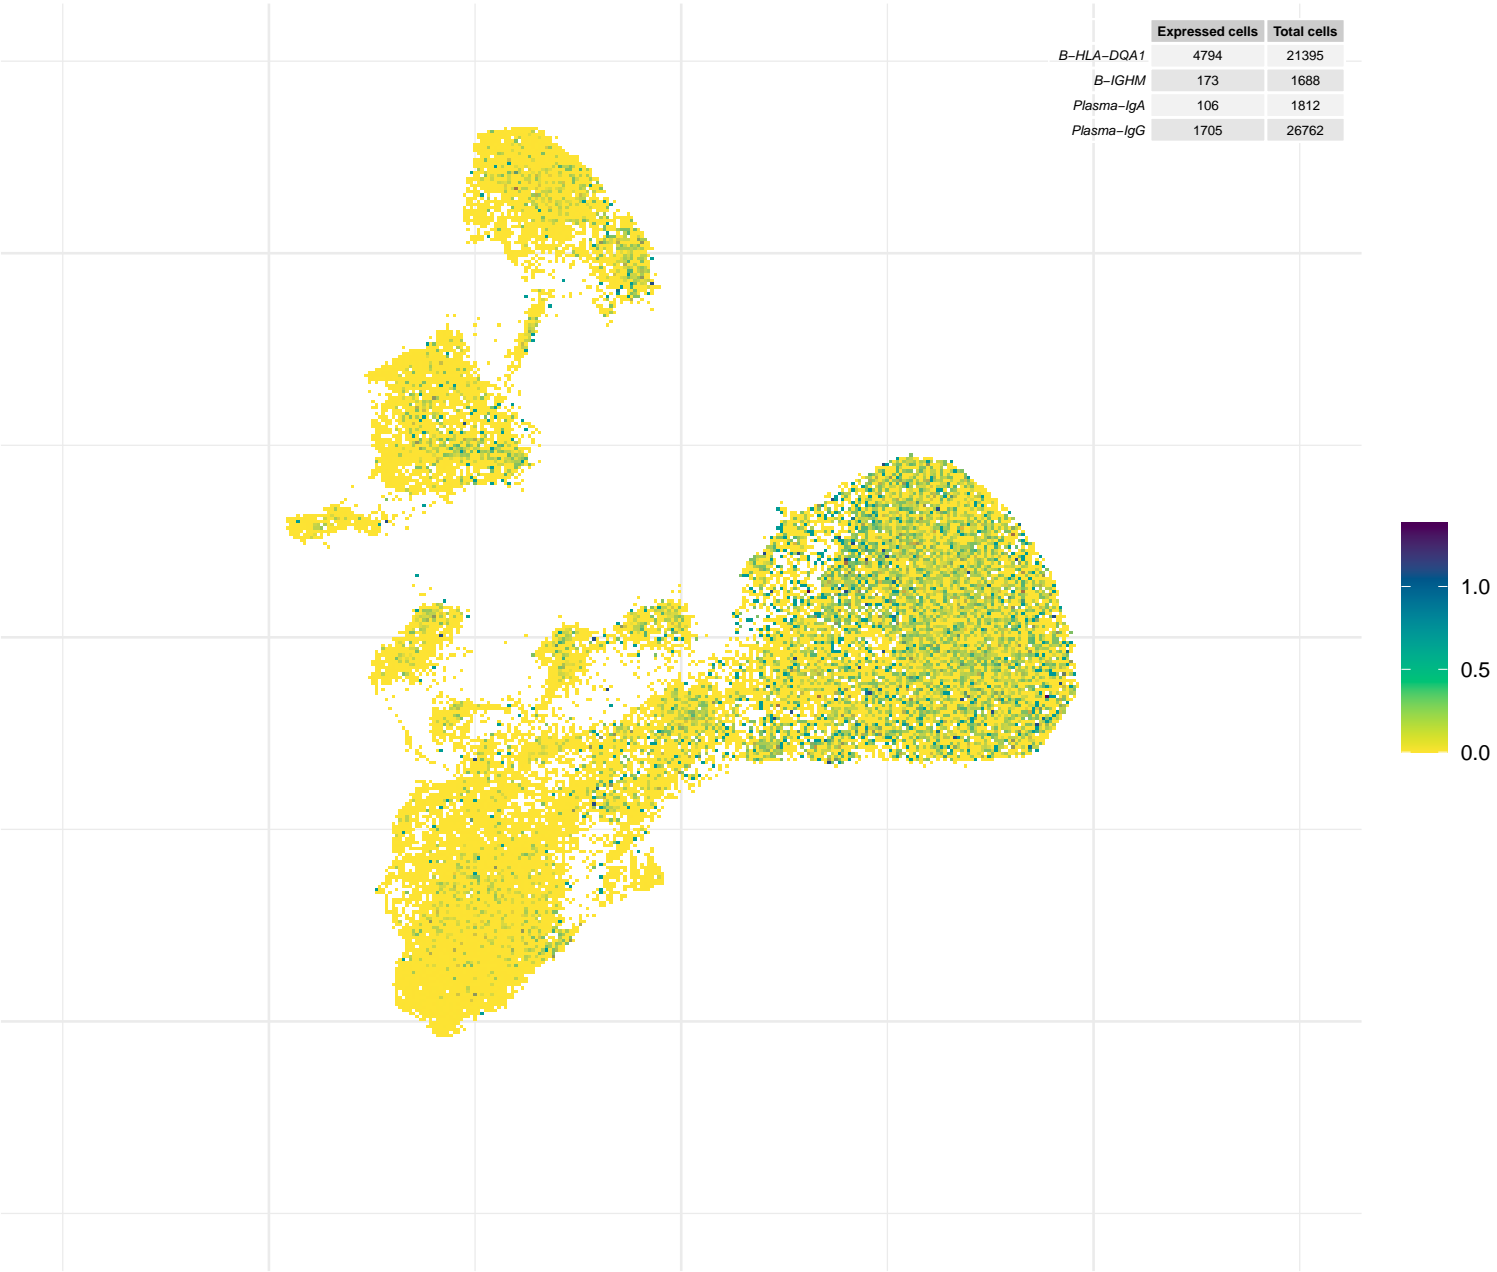 Expressed cells Total cells
B−HLA−DQA1 4794 21395
B−IGHM 173 1688
Plasma−IgA 106 1812
Plasma−IgG 1705 26762
1.0
0.5
0.0